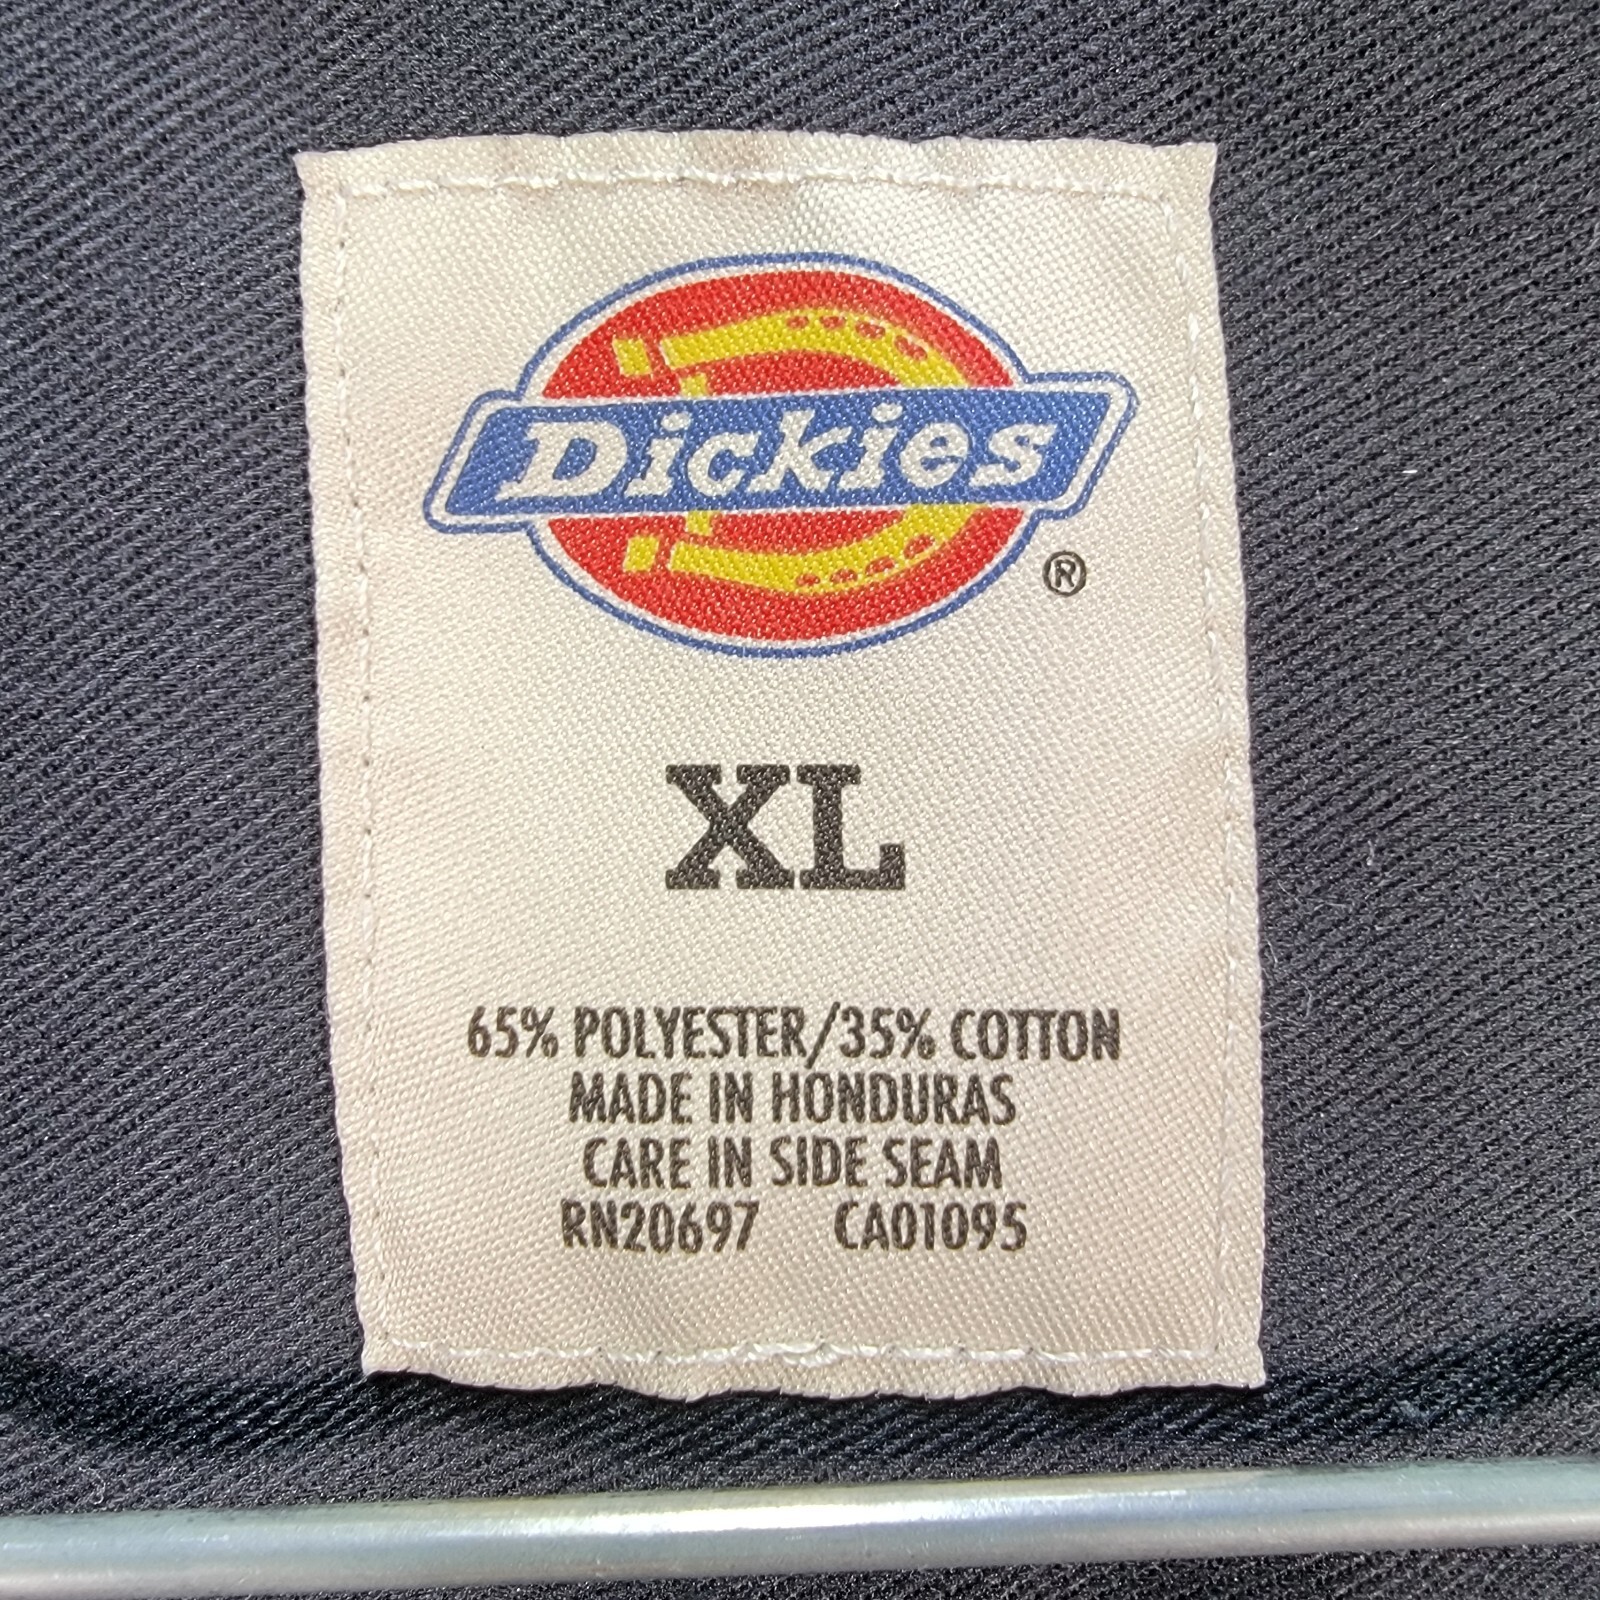 Dickies
®
XL
65% POLYESTER/35% COTTON
MADE IN HONDURAS
CARE IN SIDE SEAM
RN20697 CA01095